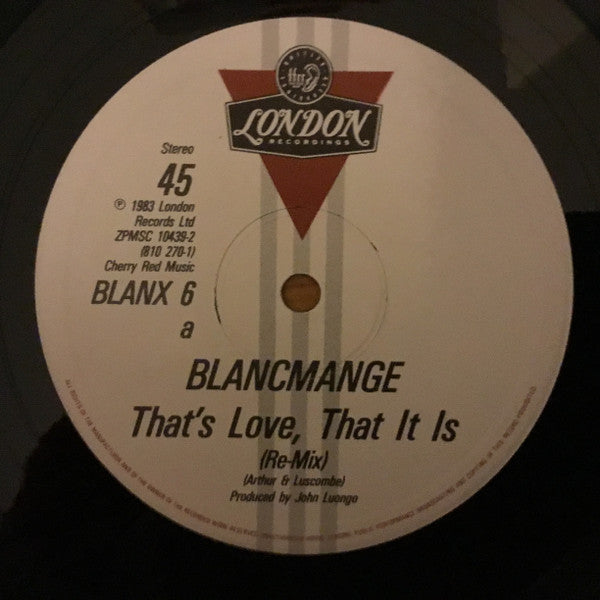 LONDON
RECORDINGS
Stereo
45
℗ 1983 London
Records Ltd
ZPMSC 10439-2
(810 270-1)
Cherry Red Music
BLANX 6
a
BLANCMANGE
That's Love, That It Is
(Re-Mix)
(Arthur & Luscombe)
Produced by John Luongo